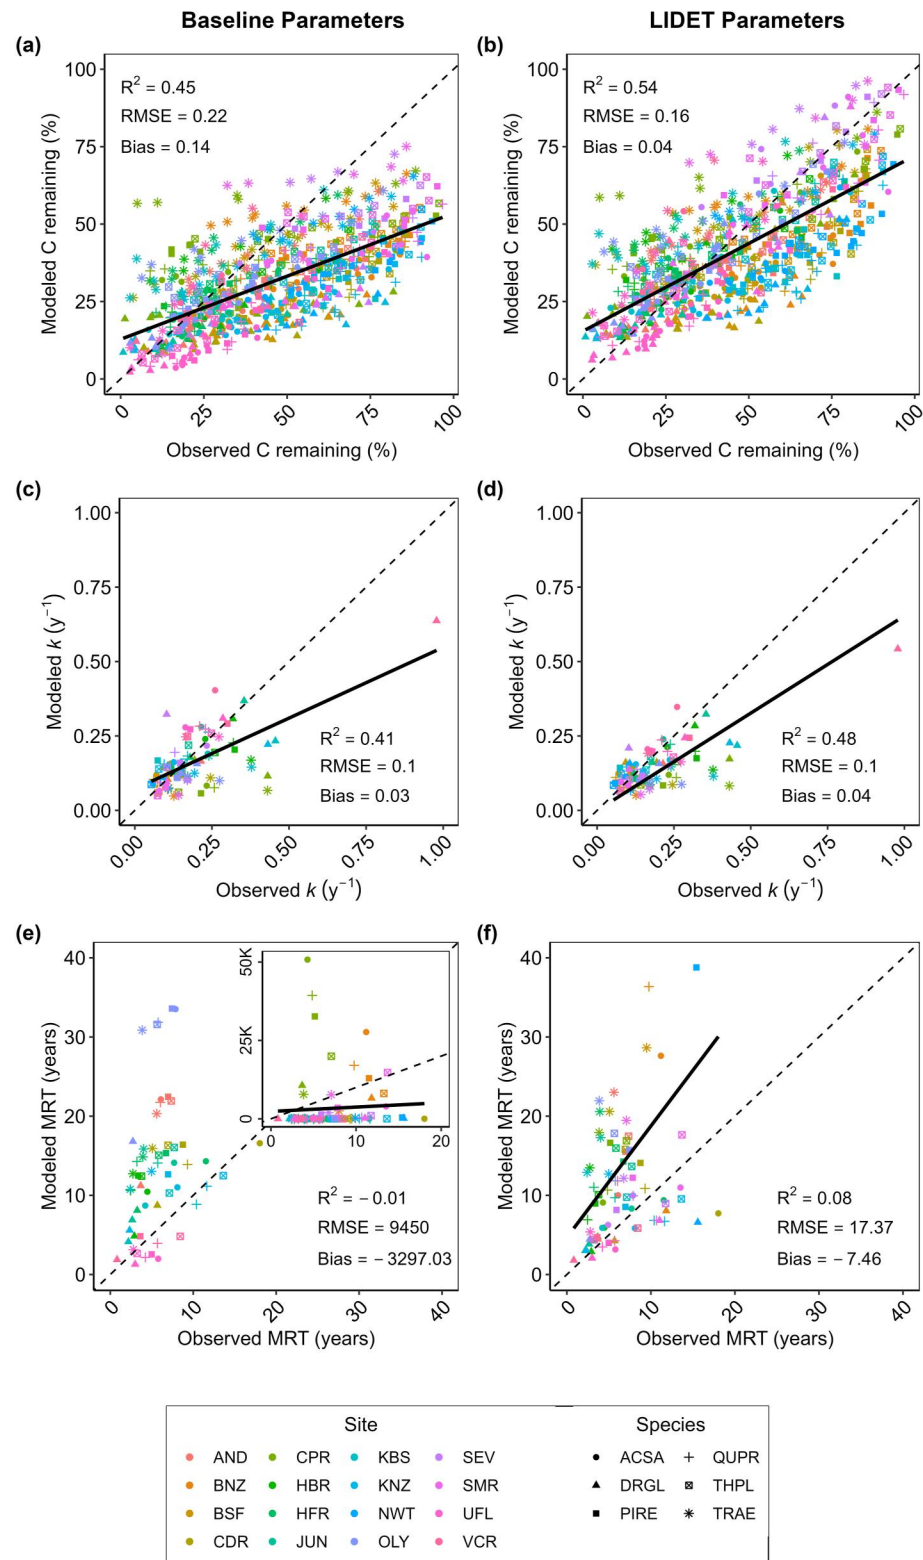 Baseline Parameters
LIDET Parameters
(a)
(b)
100
75
50
25
0
Modeled C remaining (%)
R² = 0.45
RMSE = 0.22
Bias = 0.14
0
25
50
75
100
Observed C remaining (%)
100
75
50
25
0
Modeled C remaining (%)
R² = 0.54
RMSE = 0.16
Bias = 0.04
0
25
50
75
100
Observed C remaining (%)
(c)
(d)
1.00
0.75
0.50
0.25
0.00
Modeled k (y⁻¹)
R² = 0.41
RMSE = 0.1
Bias = 0.03
0.00
0.25
0.50
0.75
1.00
Observed k (y⁻¹)
1.00
0.75
0.50
0.25
0.00
Modeled k (y⁻¹)
R² = 0.48
RMSE = 0.1
Bias = 0.04
0.00
0.25
0.50
0.75
1.00
Observed k (y⁻¹)
(e)
(f)
40
30
20
10
0
Modeled MRT (years)
50K
25K
0
0
10
20
R² = −0.01
RMSE = 9450
Bias = −3297.03
0
10
20
30
40
Observed MRT (years)
40
30
20
10
0
Modeled MRT (years)
R² = 0.08
RMSE = 17.37
Bias = −7.46
0
10
20
30
40
Observed MRT (years)
Site
Species
AND CPR KBS SEV ACSA QUPR
BNZ HBR KNZ SMR DRGL THPL
BSF HFR NWT UFL PIRE TRAE
CDR JUN OLY VCR